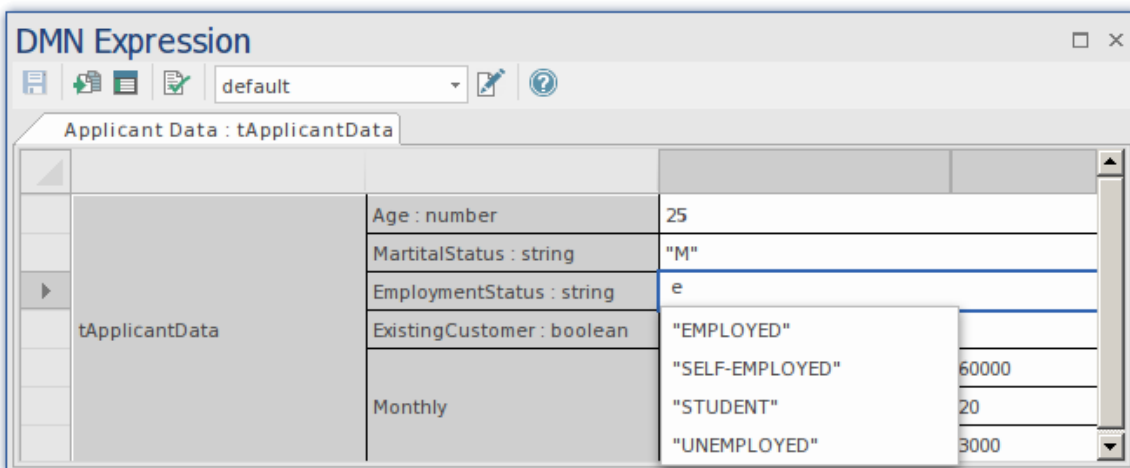 DMN Expression
default
Applicant Data : tApplicantData
Age : number 25
MartitalStatus : string "M"
EmploymentStatus : string e
tApplicantData ExistingCustomer : boolean "EMPLOYED"
"SELF-EMPLOYED" 60000
Monthly "STUDENT" 20
"UNEMPLOYED" 3000